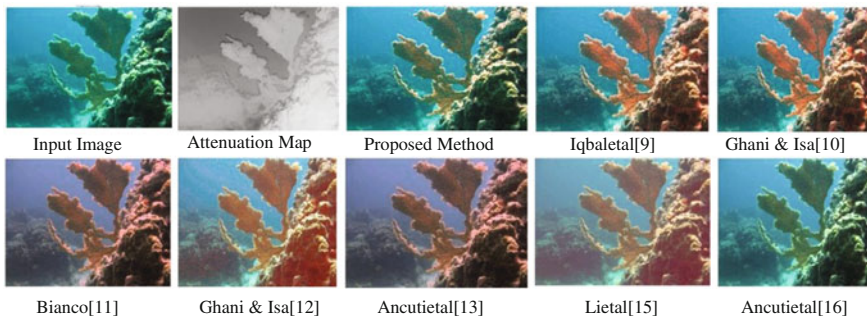 Input Image
Attenuation Map
Proposed Method
Iqbaletal[9]
Ghani & Isa[10]
Bianco[11]
Ghani & Isa[12]
Ancutietal[13]
Lietal[15]
Ancutietal[16]